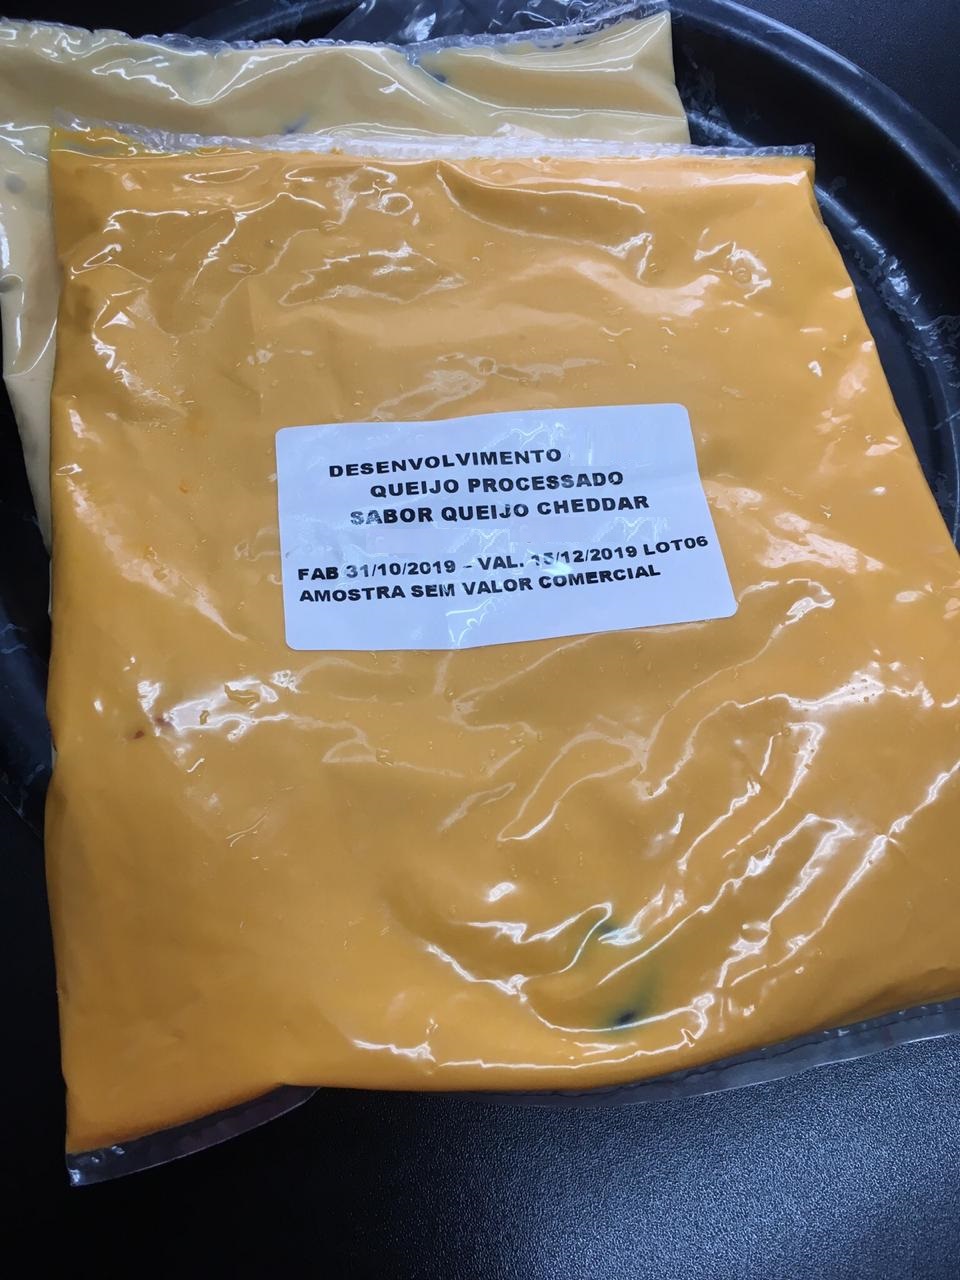 DESENVOLVIMENTO
QUEIJO PROCESSADO
SABOR QUEIJO CHEDDAR
FAB 31/10/2019 - VAL. 15/12/2019 LOT06
AMOSTRA SEM VALOR COMERCIAL